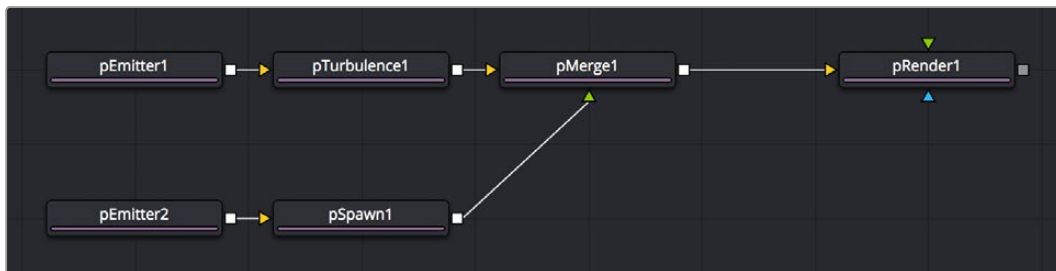 pEmitter1
pTurbulence1
pMerge1
pRender1
pEmitter2
pSpawn1